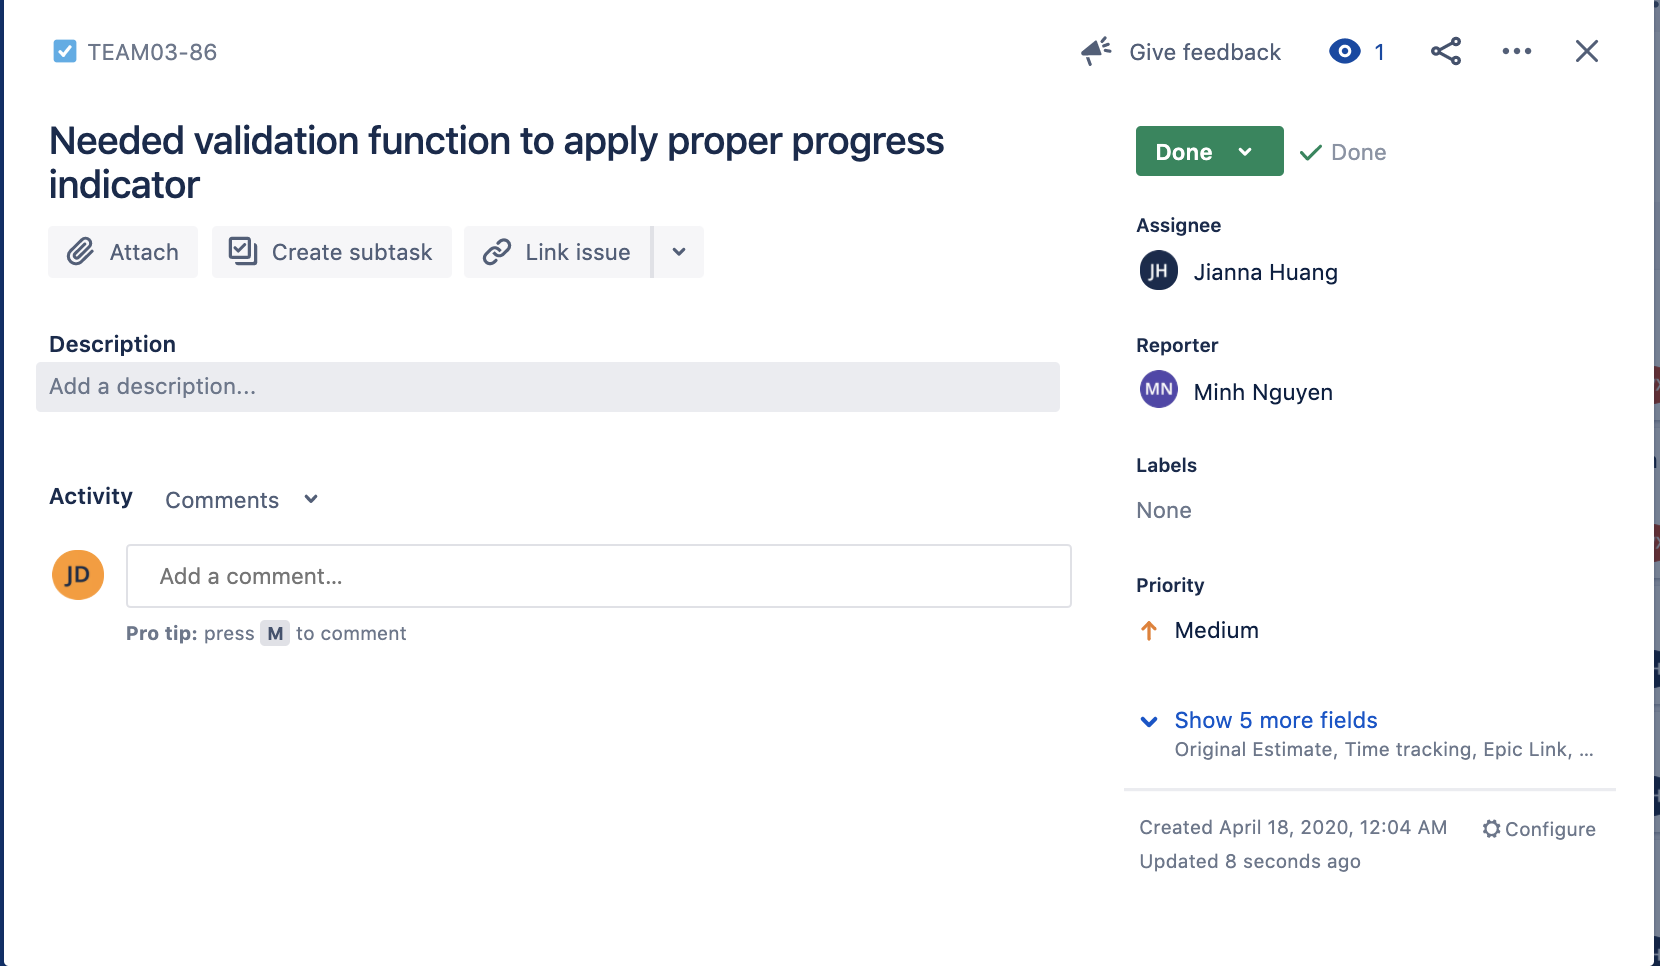 TEAM03-86
Give feedback
1
Needed validation function to apply proper progress
indicator
Attach
Create subtask
Link issue
Description
Add a description...
Activity
Comments
JD
Add a comment...
Pro tip: press M to comment
Done
Done
Assignee
JH
Jianna Huang
Reporter
MN
Minh Nguyen
Labels
None
Priority
Medium
Show 5 more fields
Original Estimate, Time tracking, Epic Link, ...
Created April 18, 2020, 12:04 AM
Configure
Updated 8 seconds ago